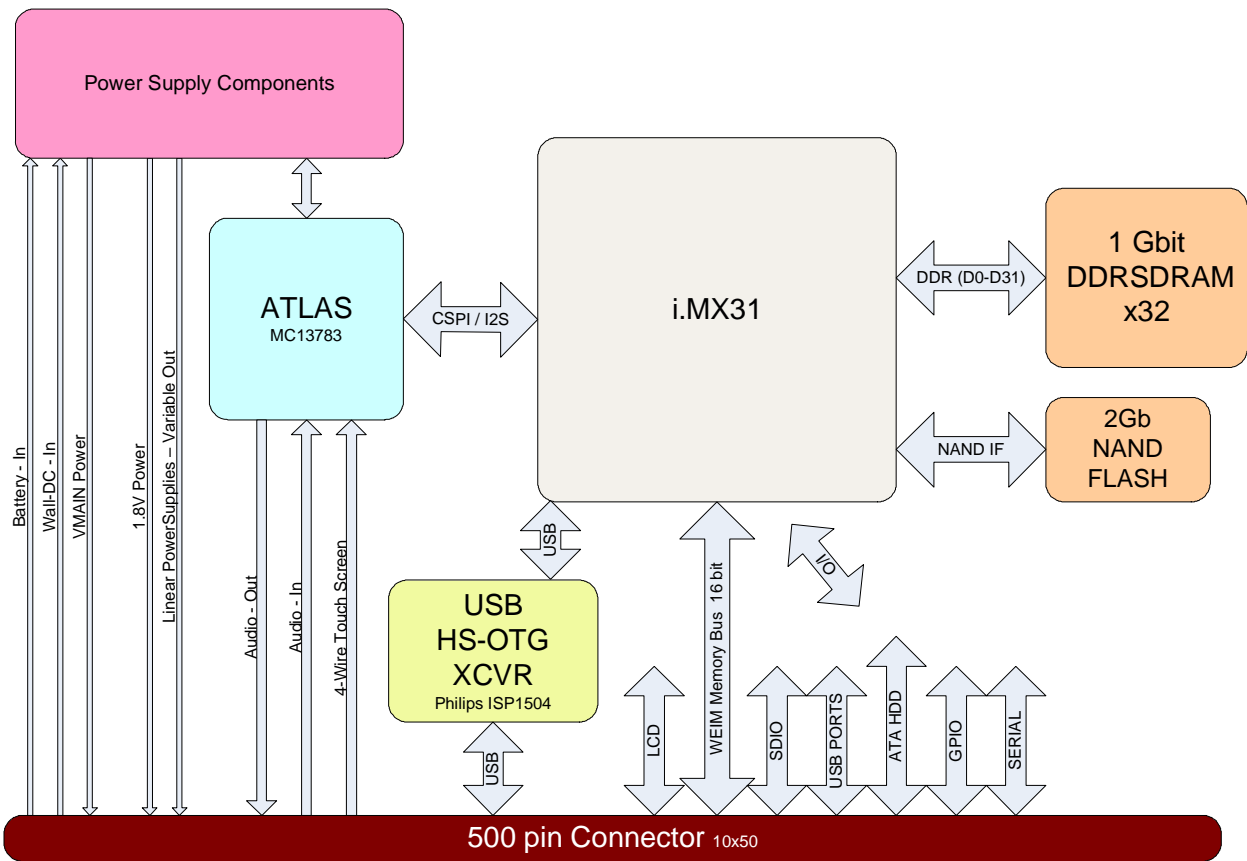 Power Supply Components
ATLAS
MC13783
CSPI / I2S
i.MX31
DDR (D0-D31)
1 Gbit
DDRSDRAM
x32
NAND IF
2Gb
NAND
FLASH
Battery - In
Wall-DC - In
VMAIN Power
1.8V Power
Linear PowerSupplies – Variable Out
Audio - Out
Audio - In
4-Wire Touch Screen
USB
USB
HS-OTG
XCVR
Philips ISP1504
USB
LCD
WEIM Memory Bus 16 bit
I/O
SDIO
USB PORTS
ATA HDD
GPIO
SERIAL
500 pin Connector 10x50